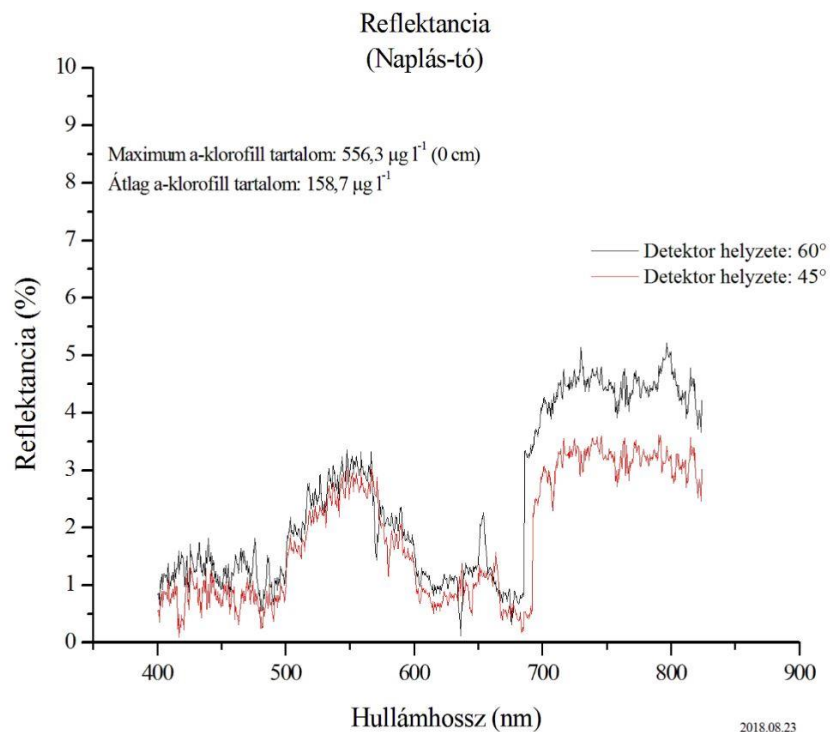 Reflektancia
(Naplás-tó)
10
9
8
7
6
5
4
3
2
1
0
Reflektancia (%)
Maximum a-klorofill tartalom: 556,3 µg l⁻¹ (0 cm)
Átlag a-klorofill tartalom: 158,7 µg l⁻¹
Detektor helyzete: 60°
Detektor helyzete: 45°
400 500 600 700 800 900
Hullámhossz (nm)
2018.08.23